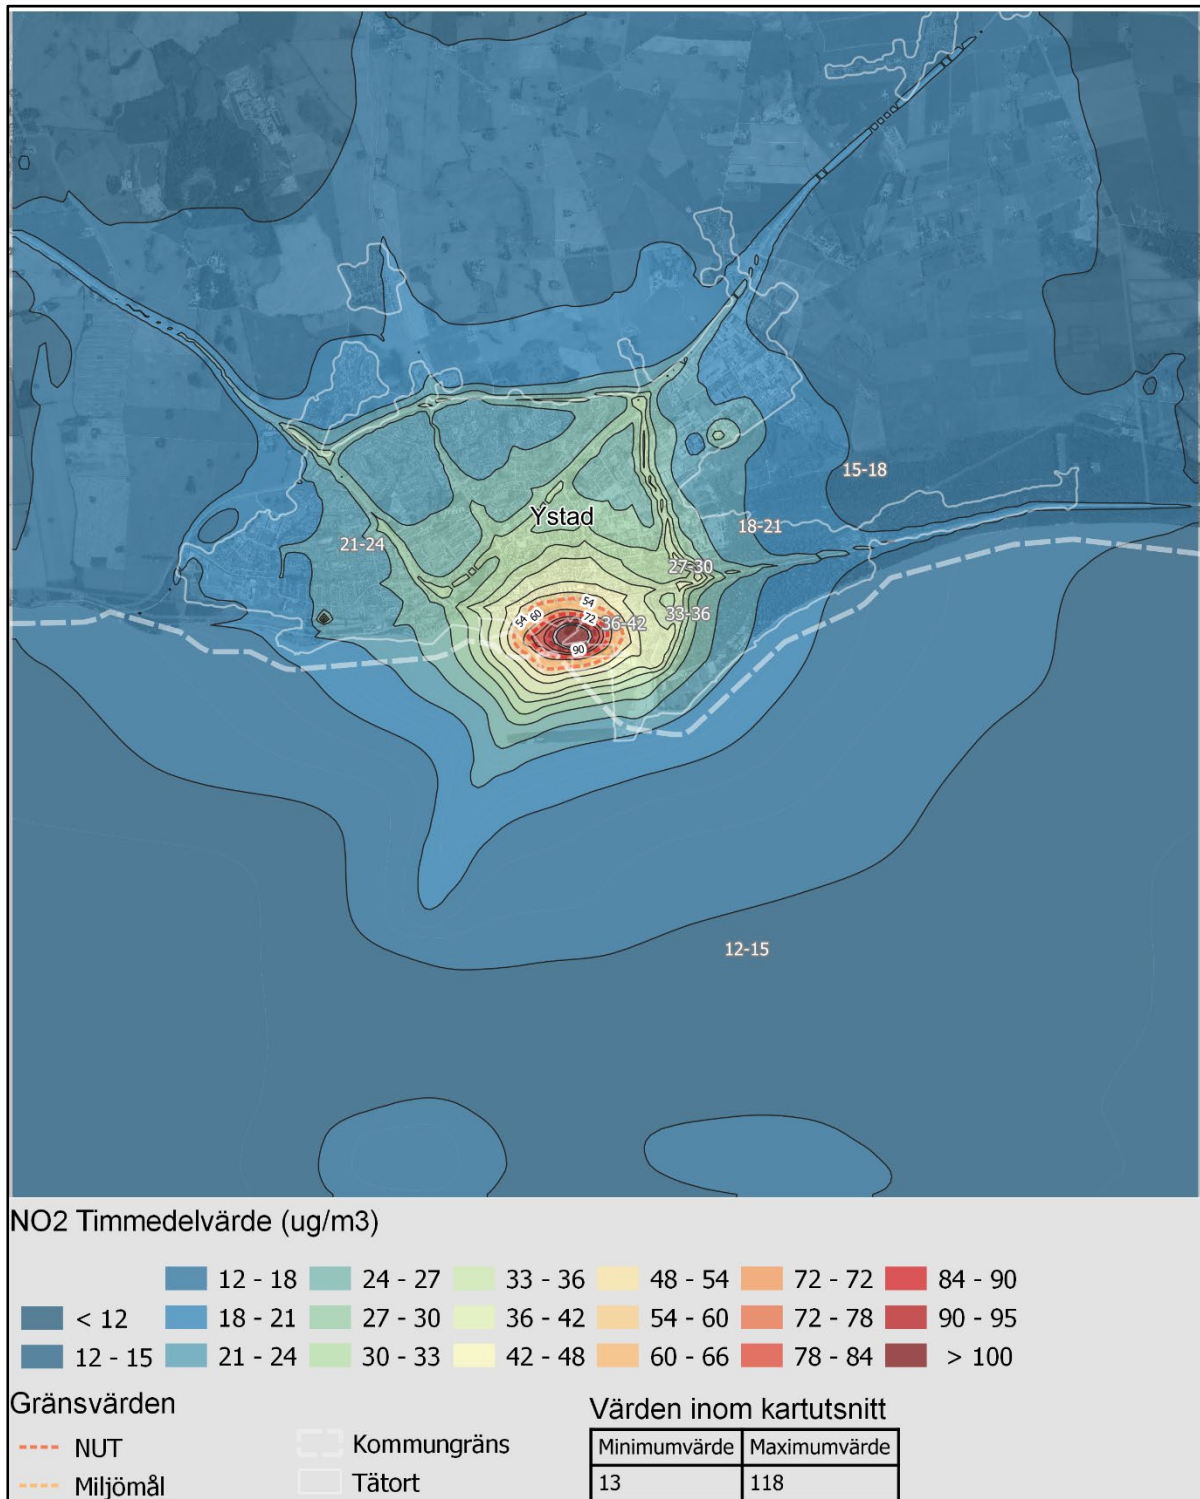 15-18
Ystad
18-21
21-24
27-30
54
54
60
72
36-42
33-36
90
12-15
NO2 Timmedelvärde (ug/m3)
12 - 18 24 - 27 33 - 36 48 - 54 72 - 72 84 - 90
< 12 18 - 21 27 - 30 36 - 42 54 - 60 72 - 78 90 - 95
12 - 15 21 - 24 30 - 33 42 - 48 60 - 66 78 - 84 > 100
Gränsvärden
NUT
Miljömål
Kommungräns
Tätort
Värden inom kartutsnitt
Minimumvärde Maximumvärde
13 118